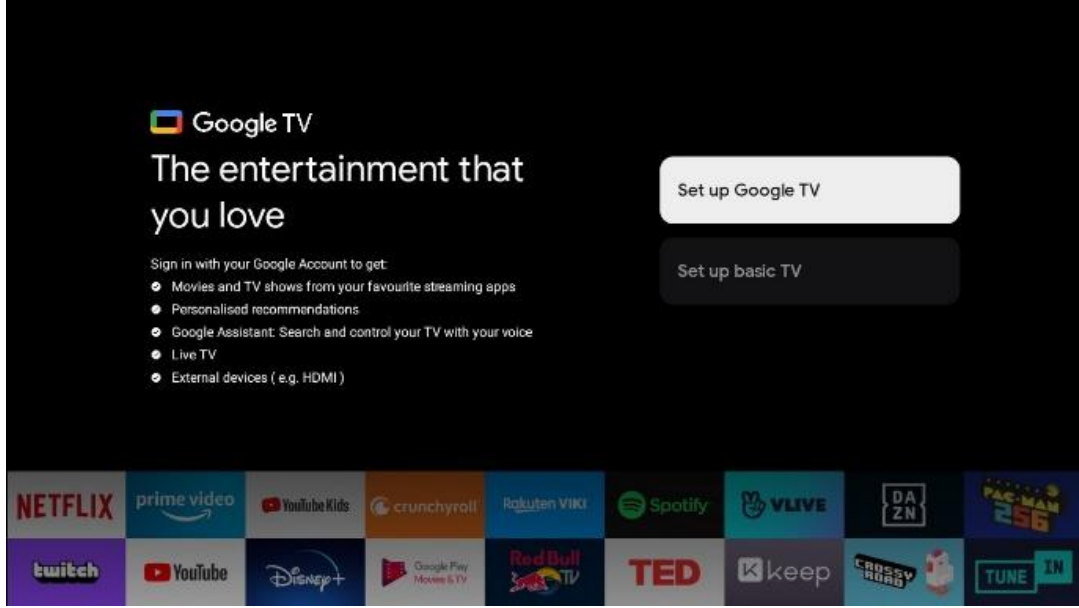 Google TV
The entertainment that
you love
Sign in with your Google Account to get:
Movies and TV shows from your favourite streaming apps
Personalised recommendations
Google Assistant: Search and control your TV with your voice
Live TV
External devices ( e.g. HDMI )
Set up Google TV
Set up basic TV
NETFLIX
prime video
YouTube Kids
crunchyroll
Rakuten VIKI
Spotify
VLIVE
DA
ZN
PAC-MAN
256
twitch
YouTube
Disney+
Google Play
Movies & TV
Red Bull
TV
TED
keep
CROSSY
ROAD
TUNE IN